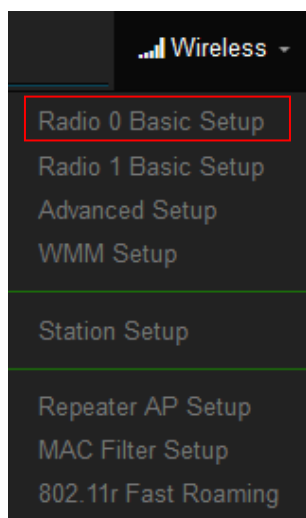 Wireless
Radio 0 Basic Setup
Radio 1 Basic Setup
Advanced Setup
WMM Setup
Station Setup
Repeater AP Setup
MAC Filter Setup
802.11r Fast Roaming